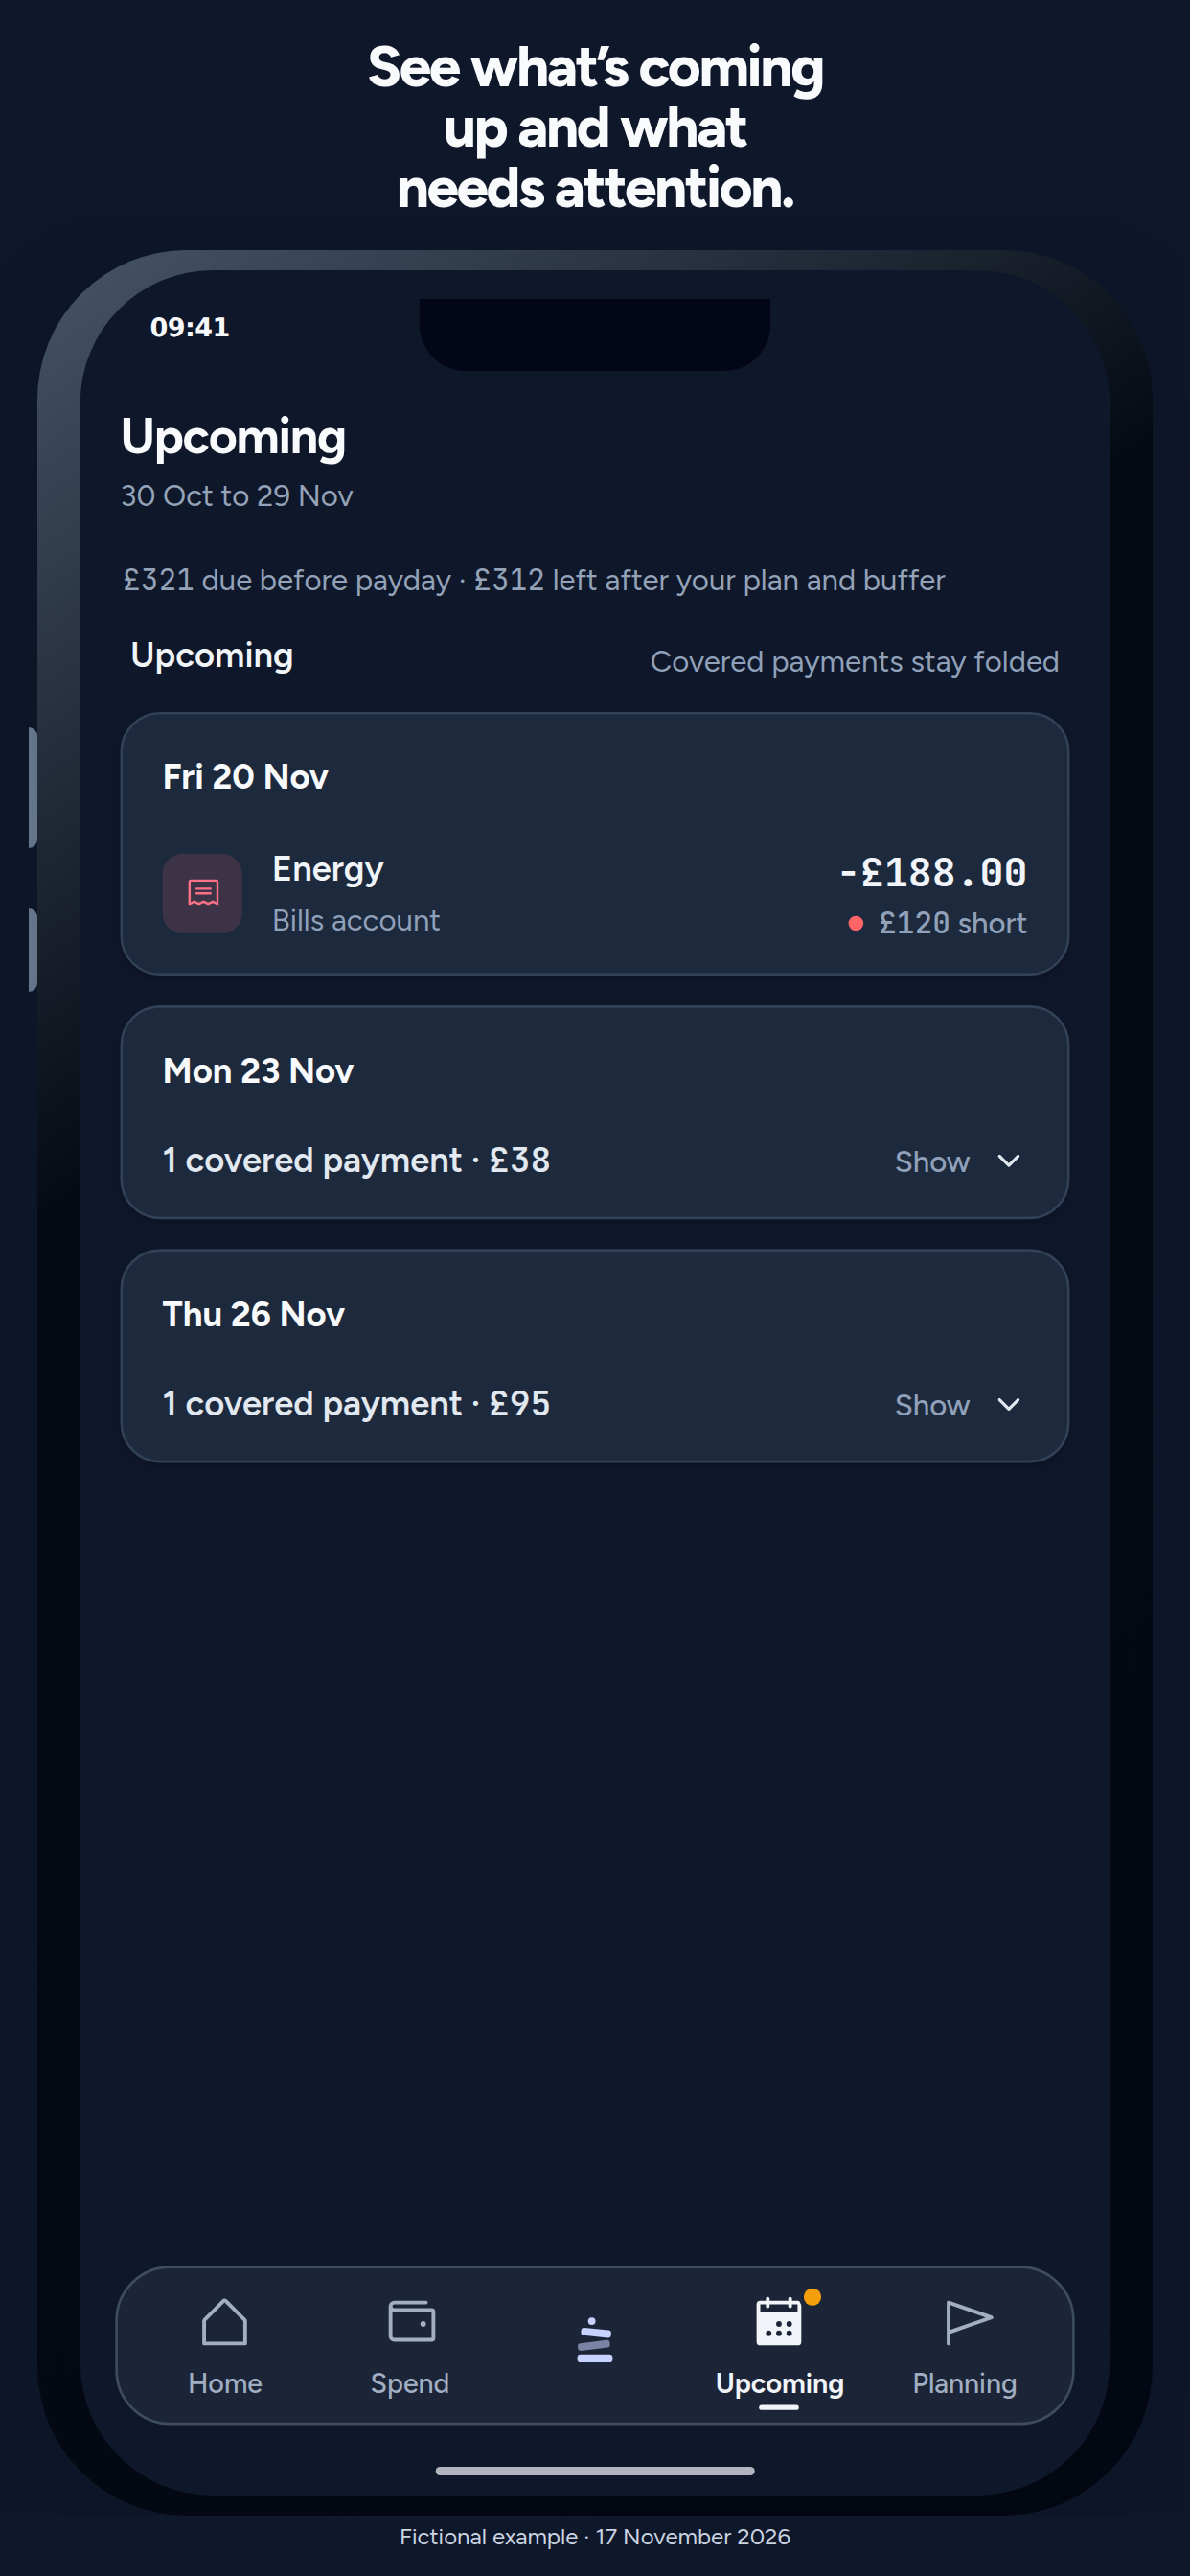 See what’s coming
up and what
needs attention.
09:41
Upcoming
30 Oct to 29 Nov
£321 due before payday · £312 left after your plan and buffer
Upcoming
Covered payments stay folded
Fri 20 Nov
Energy
-£188.00
Bills account
£120 short
Mon 23 Nov
1 covered payment · £38
Show
Thu 26 Nov
1 covered payment · £95
Show
Home
Spend
Upcoming
Planning
Fictional example · 17 November 2026